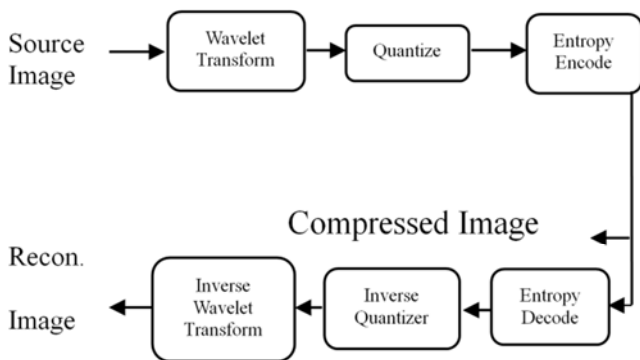 Source
Image
Wavelet
Transform
Quantize
Entropy
Encode
Compressed Image
Recon.
Image
Inverse
Wavelet
Transform
Inverse
Quantizer
Entropy
Decode